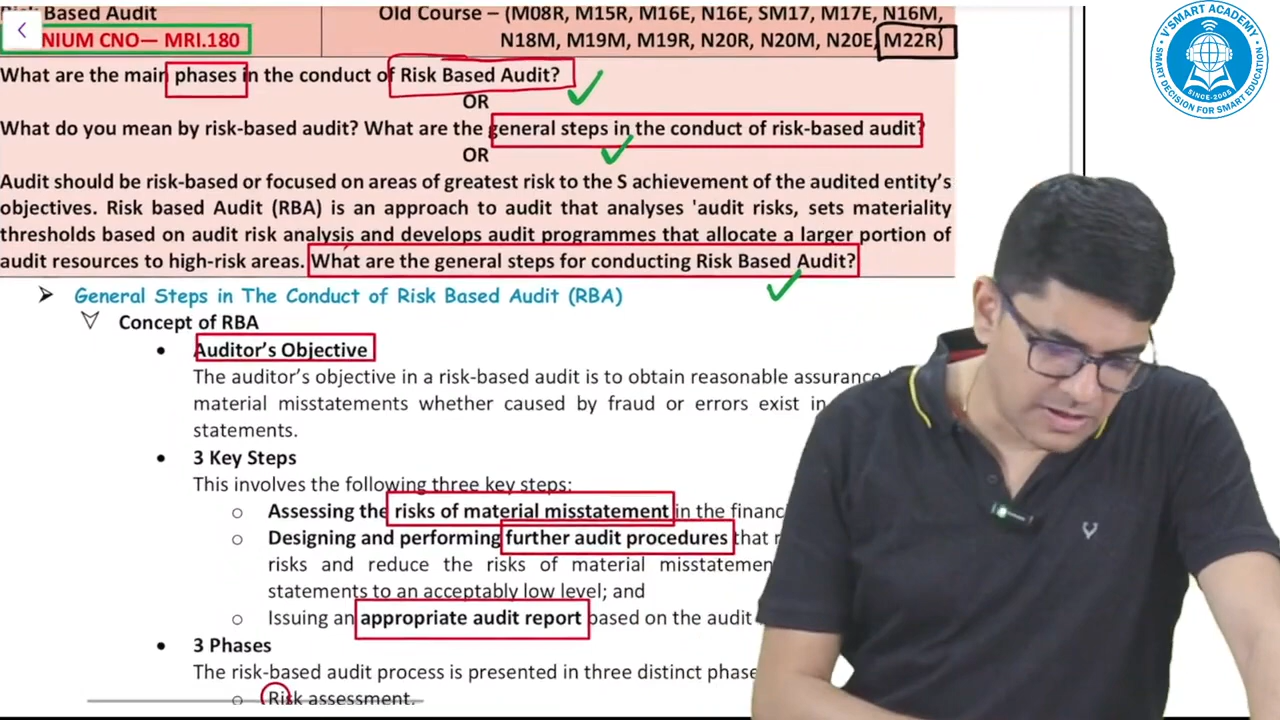 Risk Based Audit
Old Course – (M08R, M15R, M16E, N16E, SM17, M17E, N16M,
NIUM CNO— MRI.180
N18M, M19M, M19R, N20R, N20M, N20E, M22R)
What are the main phases in the conduct of Risk Based Audit?
OR
What do you mean by risk-based audit? What are the general steps in the conduct of risk-based audit?
OR
Audit should be risk-based or focused on areas of greatest risk to the S achievement of the audited entity's
objectives. Risk based Audit (RBA) is an approach to audit that analyses 'audit risks, sets materiality
thresholds based on audit risk analysis and develops audit programmes that allocate a larger portion of
audit resources to high-risk areas. What are the general steps for conducting Risk Based Audit?
General Steps in The Conduct of Risk Based Audit (RBA)
Concept of RBA
• Auditor's Objective
The auditor's objective in a risk-based audit is to obtain reasonable assurance
material misstatements whether caused by fraud or errors exist in
statements.
• 3 Key Steps
This involves the following three key steps:
o Assessing the risks of material misstatement in the financ
o Designing and performing further audit procedures that r
risks and reduce the risks of material misstatemen
statements to an acceptably low level; and
o Issuing an appropriate audit report based on the audit
• 3 Phases
The risk-based audit process is presented in three distinct phase
o Risk assessment.
V'SMART ACADEMY
SMART DECISION FOR SMART EDUCATION
SINCE-2005